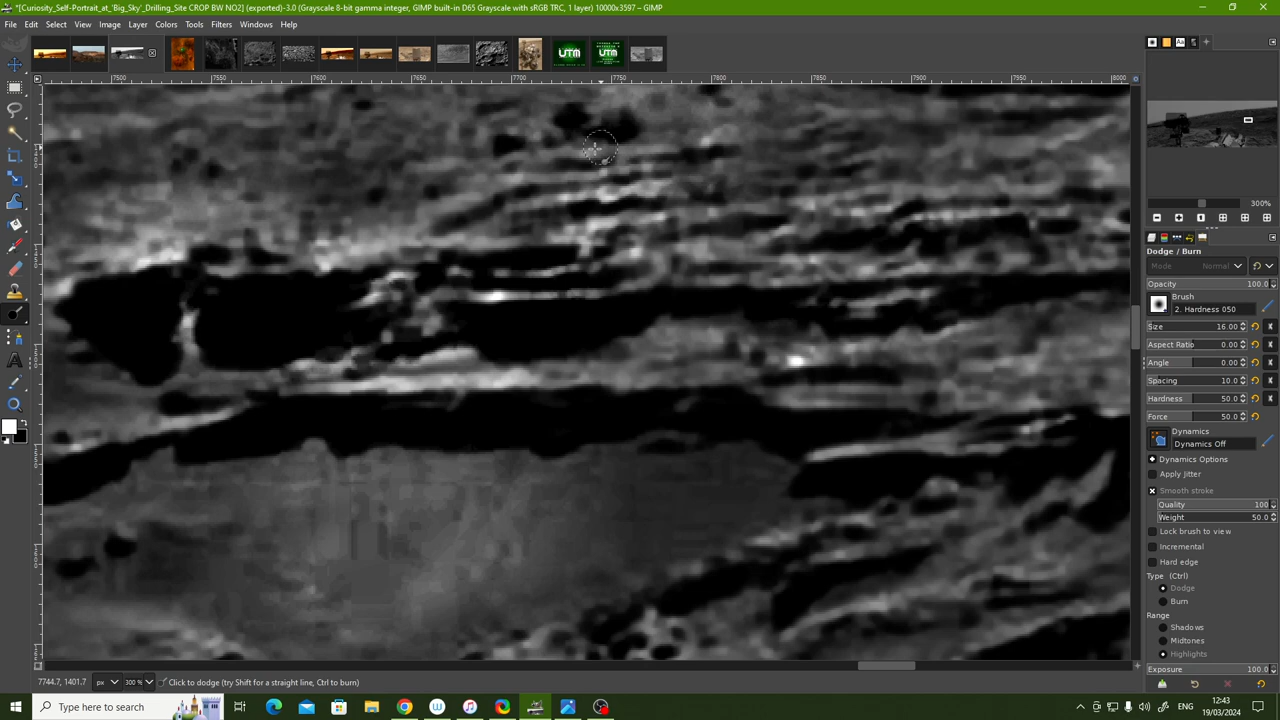 *[Curiosity_Self-Portrait_at_'Big_Sky'_Drilling_Site CROP BW NO2] (exported)-3.0 (Grayscale 8-bit gamma integer, GIMP built-in D65 Grayscale with sRGB TRC, 1 layer) 10000x3597 – GIMP
File Edit Select View Image Layer Colors Tools Filters Windows Help
UTM UTM
7500 7550 7600 7650 7700 7750 7800 7850 7900 7950 8000
300%
Dodge / Burn
Mode Normal
Opacity 100.0
Brush
2. Hardness 050
Size 16.00
Aspect Ratio 0.00
Angle 0.00
Spacing 10.0
Hardness 50.0
Force 50.0
Dynamics
Dynamics Off
Dynamics Options
Apply Jitter
Smooth stroke
Quality 100
Weight 50.0
Lock brush to view
Incremental
Hard edge
Type (Ctrl)
Dodge
Burn
Range
Shadows
Midtones
Highlights
Exposure 100.0
7744.7, 1401 px 300 % Click to dodge (try Shift for a straight line, Ctrl to burn)
Type here to search
ENG
12:43
19/03/2024